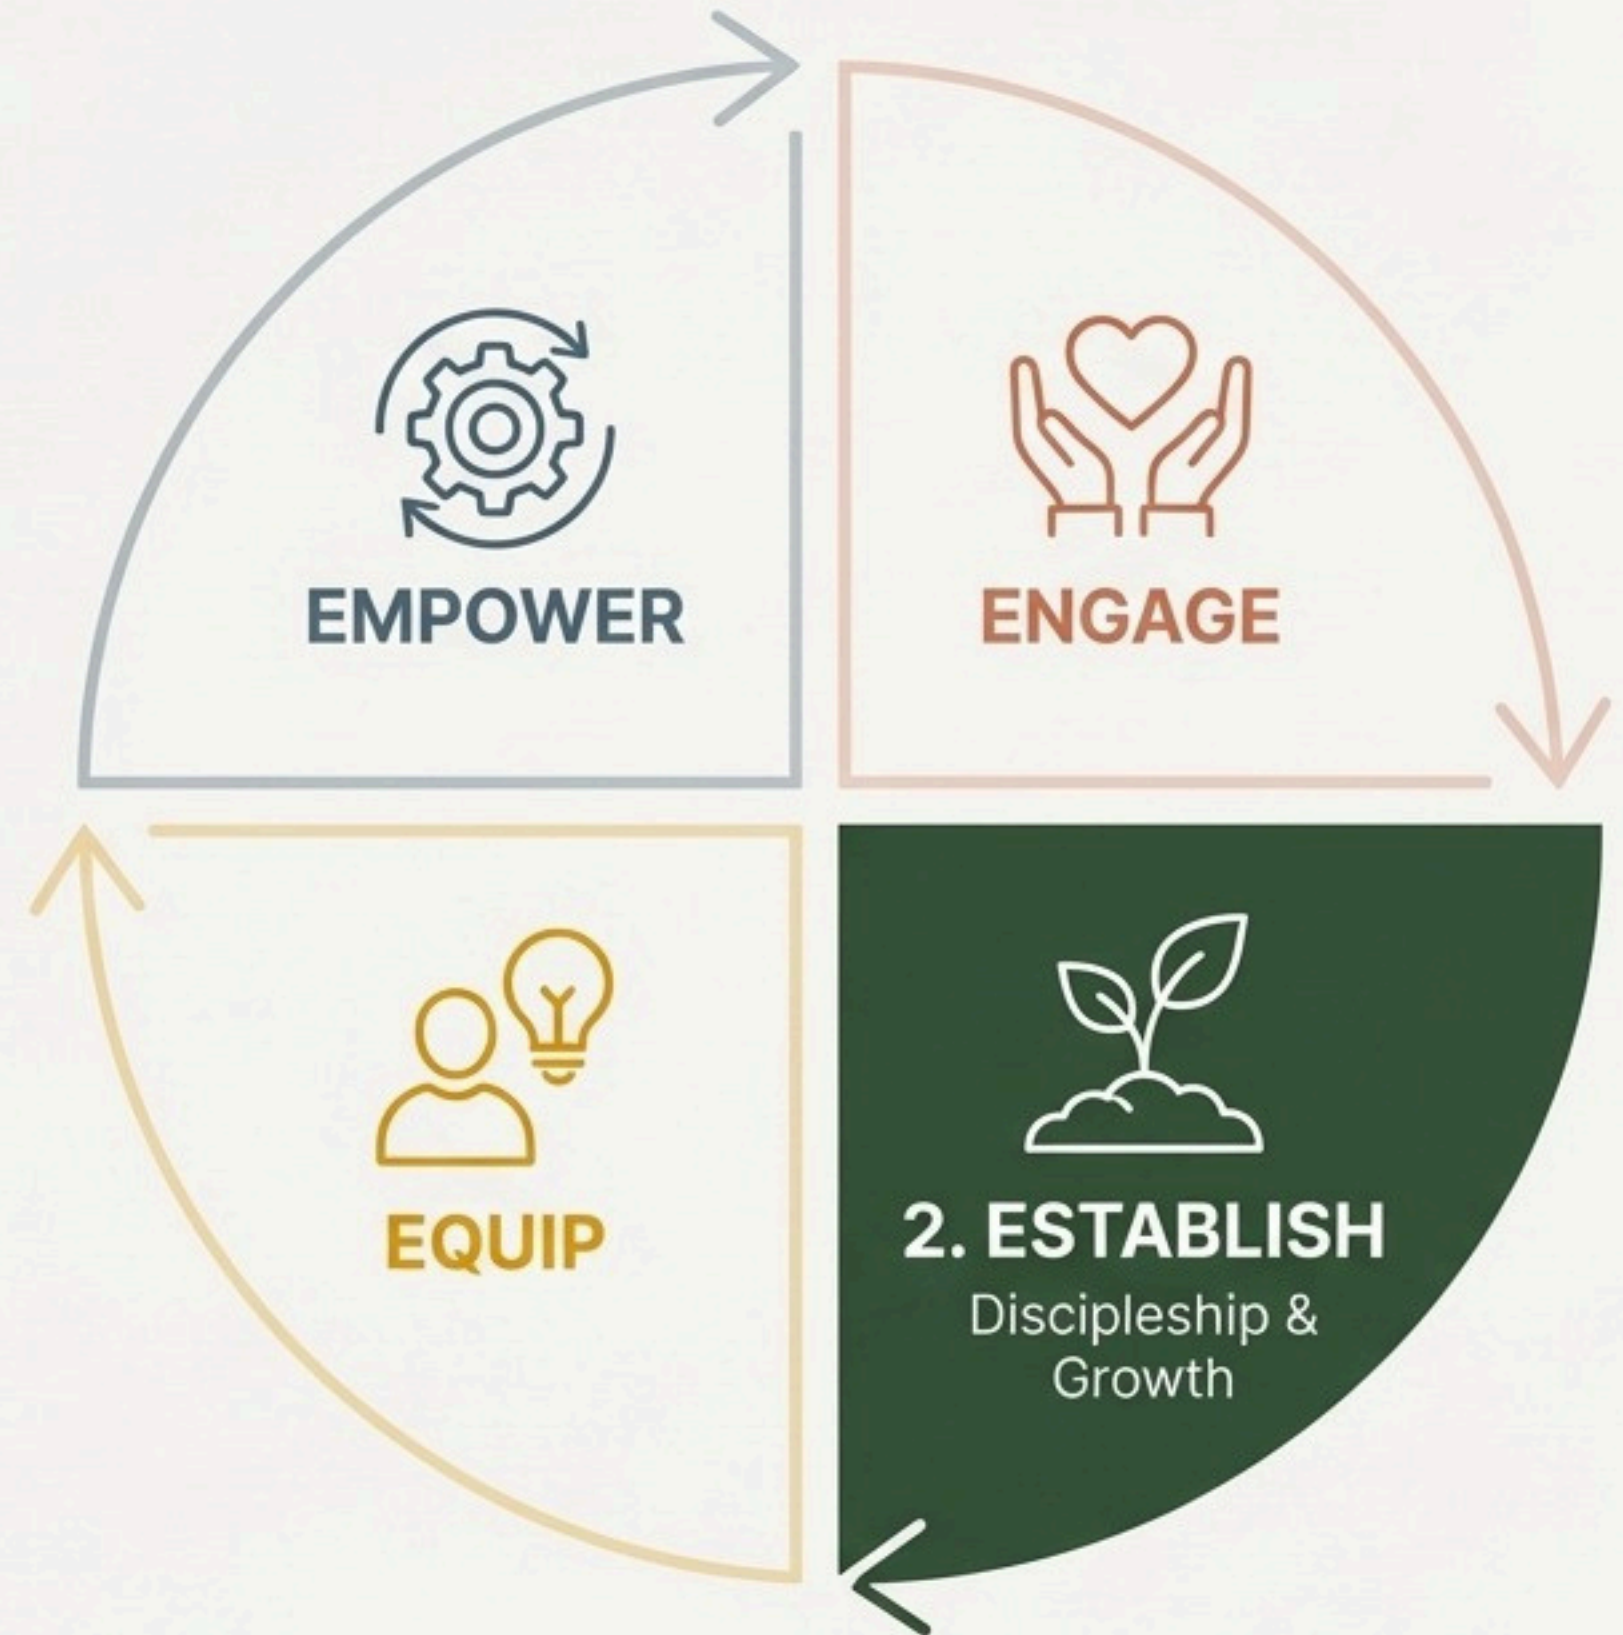 EMPOWER
ENGAGE
EQUIP
2. ESTABLISH
Discipleship &
Growth